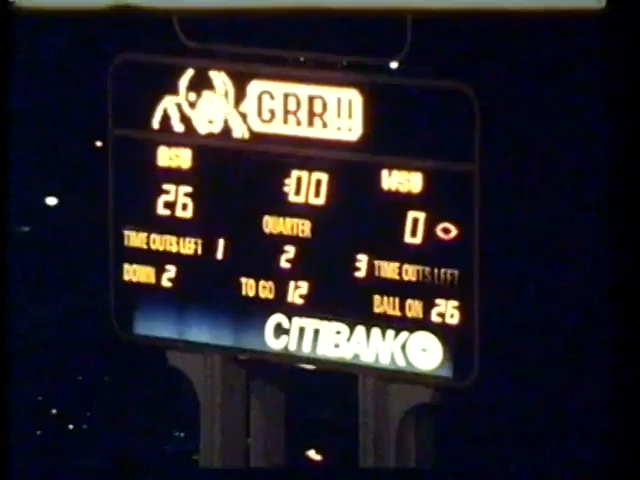 GRR!!
ASU :00 WSU
26 QUARTER 0
TIME OUTS LEFT 1 2 3 TIME OUTS LEFT
DOWN 2 TO GO 12 BALL ON 26
CITIBANK